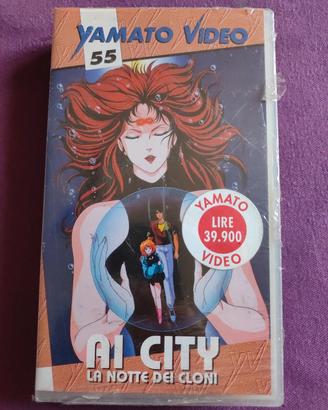 YAMATO VIDEO
55
YAMATO
LIRE
39.900
VIDEO
AI CITY
LA NOTTE DEI CLONI